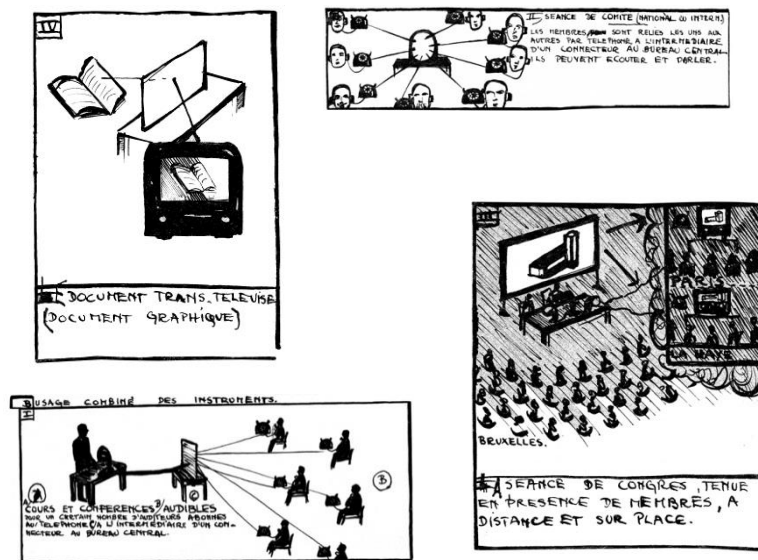 IV
DOCUMENT TRANS. TELEVISE
(DOCUMENT GRAPHIQUE)
II SEANCE DE COMITE (NATIONAL OU INTERN.)
LES MEMBRES SONT RELIES LES UNS AUX
AUTRES PAR TELEPHONE A L'INTERMEDIAIRE
D'UN CONNECTEUR AU BUREAU CENTRAL
ILS PEUVENT ECOUTER ET PARLER.
III
PARIS
LA HAYE
BRUXELLES.
SEANCE DE CONGRES, TENUE
EN PRESENCE DE MEMBRES, A
DISTANCE ET SUR PLACE.
B USAGE COMBINÉ DES INSTRUMENTS.
I
A
B
C
A COURS ET CONFERENCES B/AUDIBLES
POUR UN CERTAIN NOMBRE D'AUDITEURS ABONNES
AU TELEPHONE C/A L'INTERMEDIAIRE D'UN CON-
NECTEUR AU BUREAU CENTRAL.